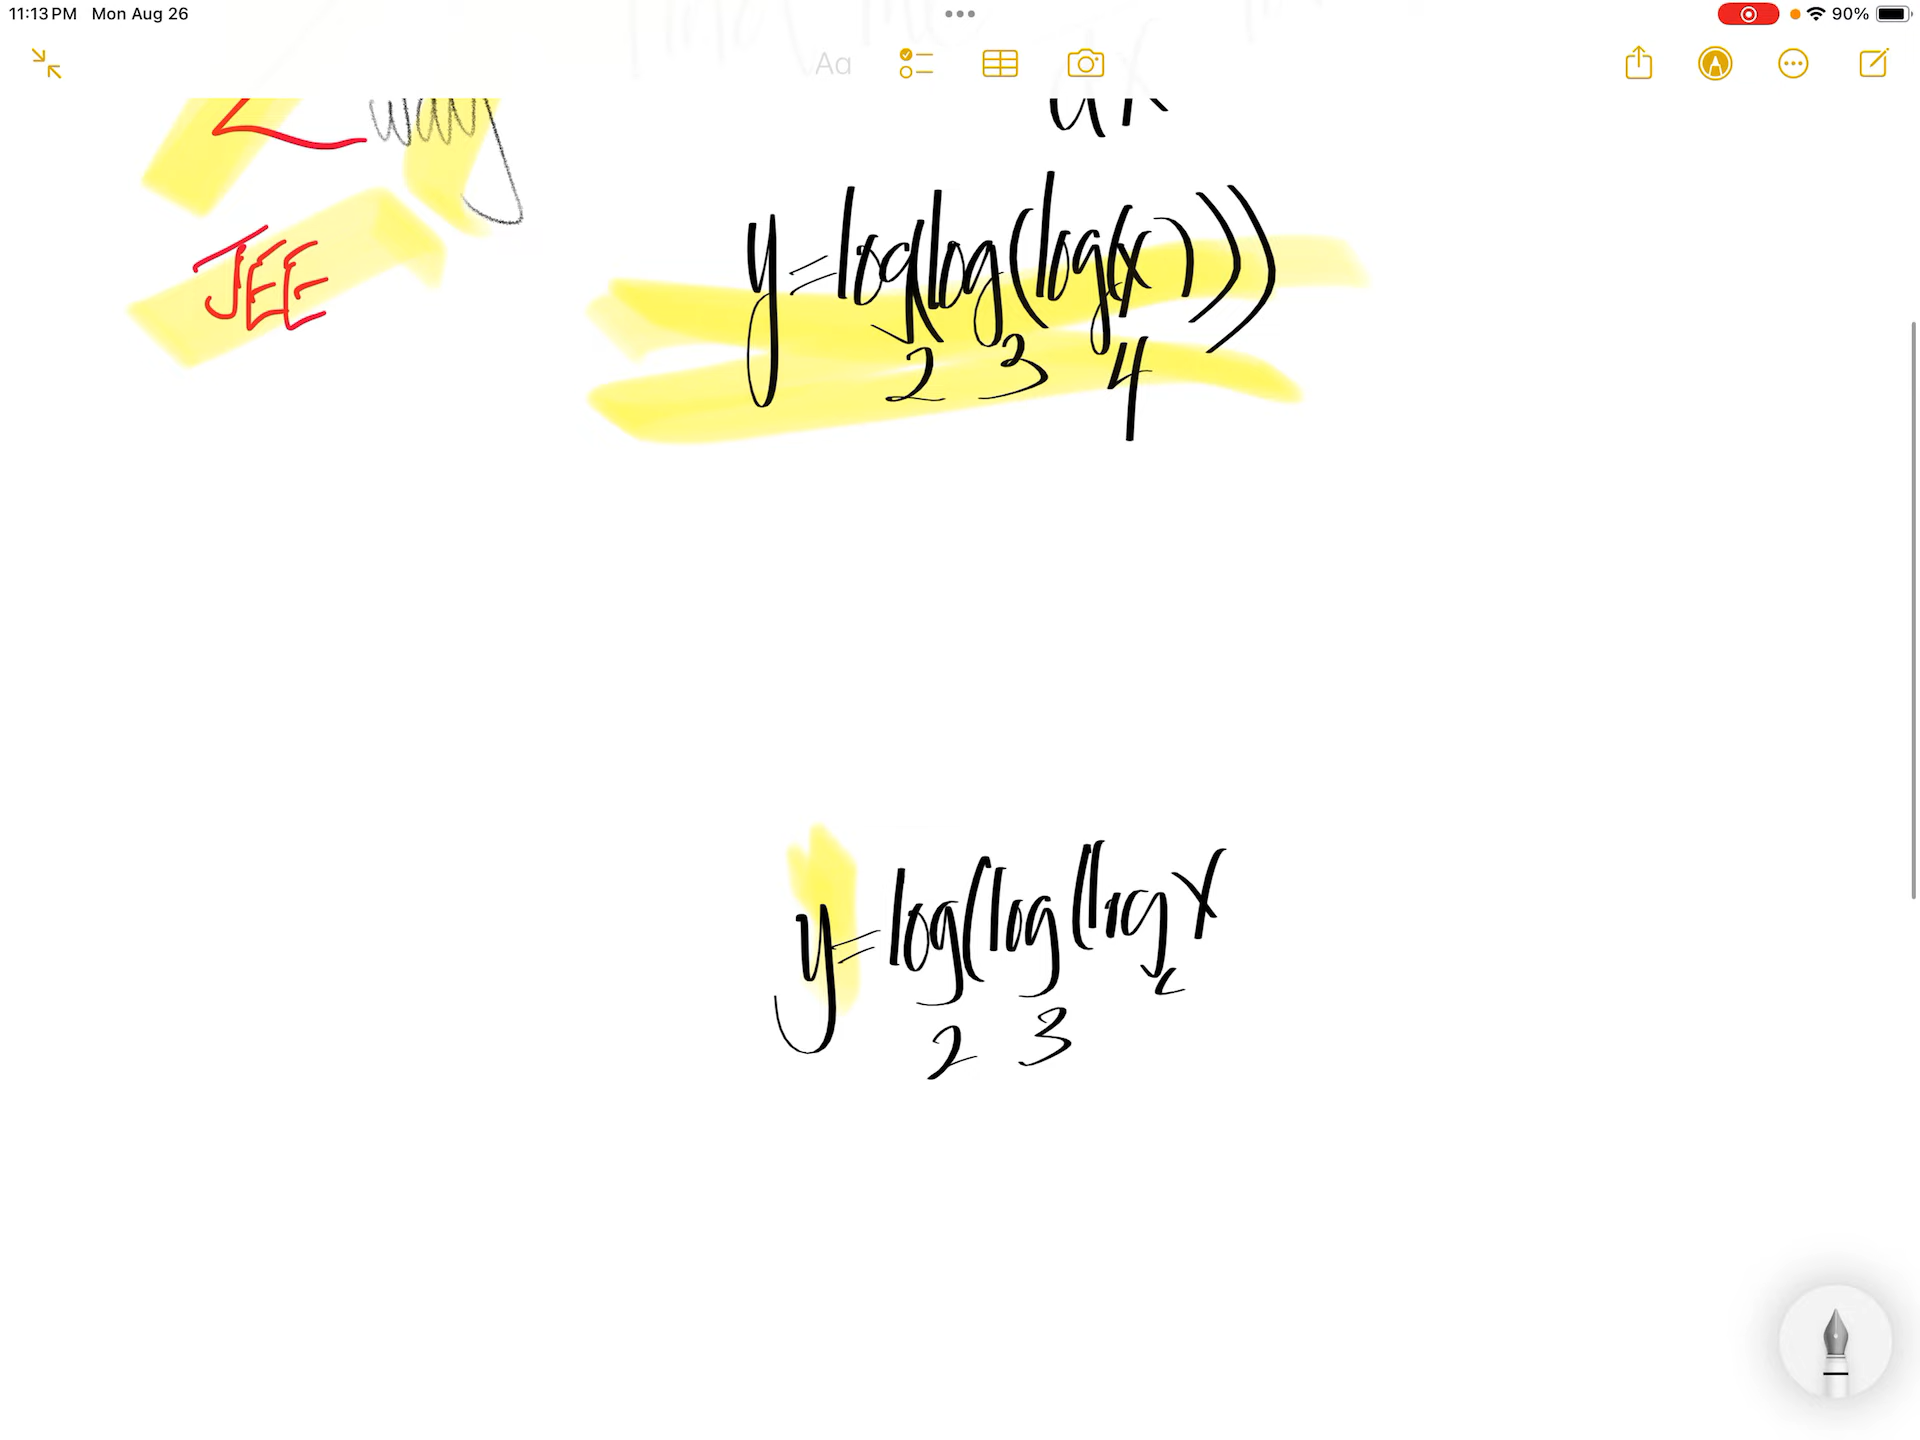 11:13 PM Mon Aug 26 90%
Aa
way
dx
JEE
y=log(log(log(x)))
2 3 4
y=log(log(log x
2 3